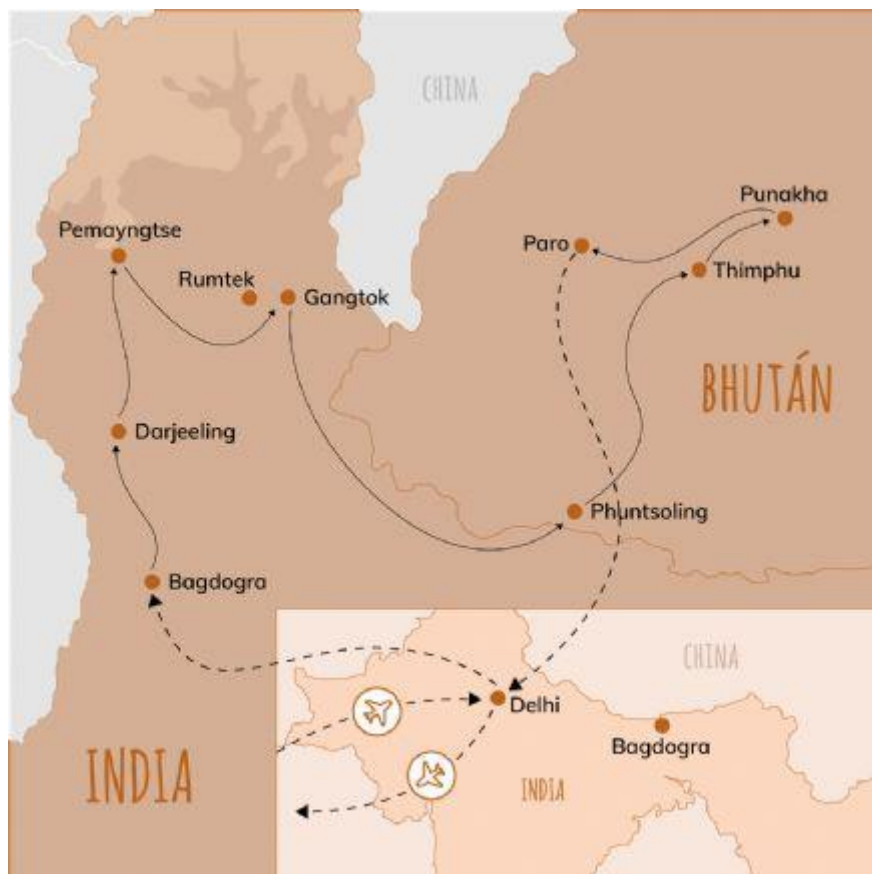 CHINA
Punakha
Pemayngtse
Paro
Thimphu
Rumtek
Gangtok
BHUTÁN
Darjeeling
Phuntsoling
Bagdogra
CHINA
Delhi
Bagdogra
INDIA
INDIA